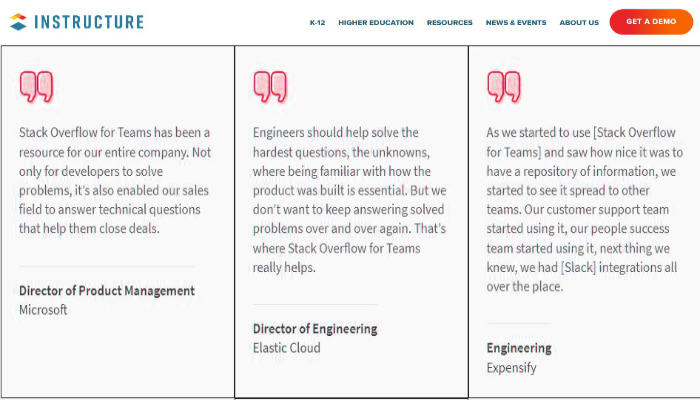 INSTRUCTURE
K-12 HIGHER EDUCATION RESOURCES NEWS & EVENTS ABOUT US GET A DEMO
Stack Overflow for Teams has been a
resource for our entire company. Not
only for developers to solve
problems, it's also enabled our sales
field to answer technical questions
that help them close deals.
Director of Product Management
Microsoft
Engineers should help solve the
hardest questions, the unknowns,
where being familiar with how the
product was built is essential. But we
don't want to keep answering solved
problems over and over again. That's
where Stack Overflow for Teams
really helps.
Director of Engineering
Elastic Cloud
As we started to use [Stack Overflow
for Teams] and saw how nice it was to
have a repository of information, we
started to see it spread to other
teams. Our customer support team
started using it, our people success
team started using it, next thing we
knew, we had [Slack] integrations all
over the place.
Engineering
Expensify